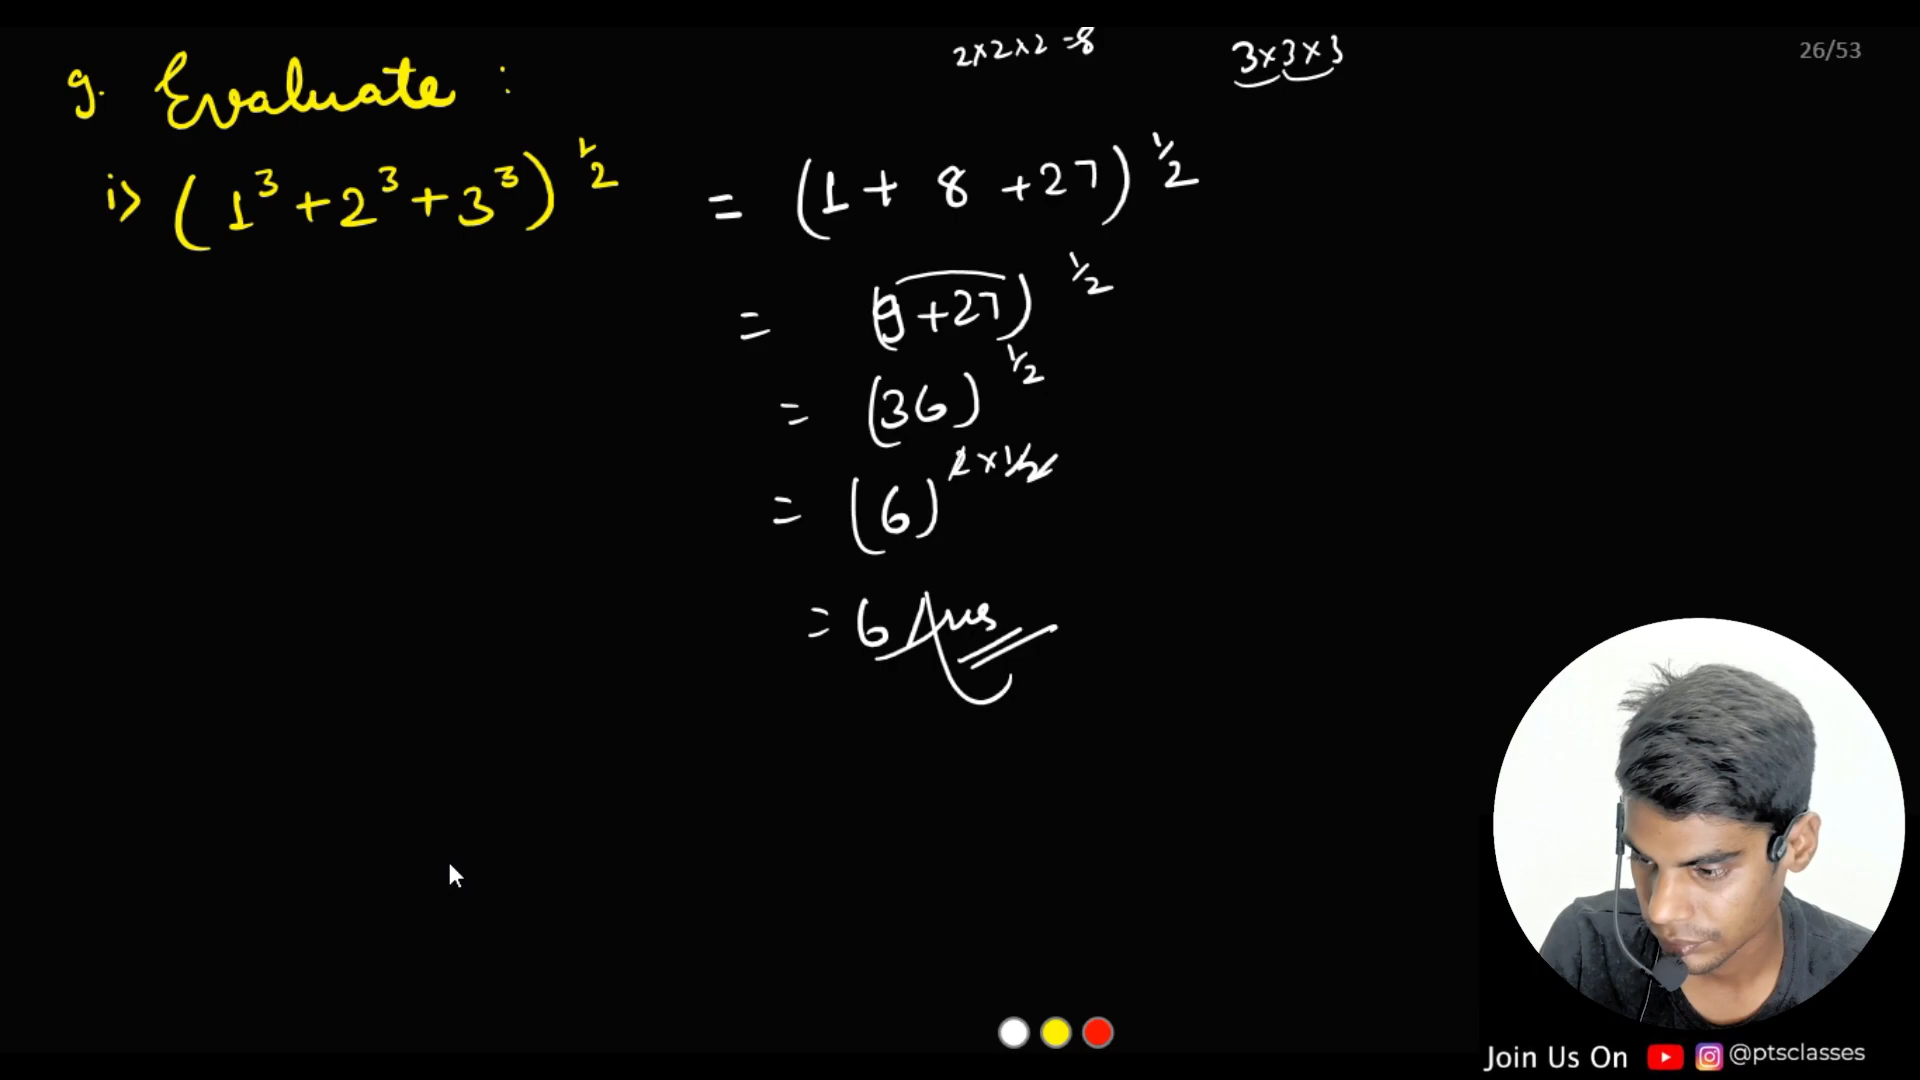 2×2×2=8
3×3×3
26/53
9. Evaluate :
i> (1³+2³+3³)^½ = (1+8+27)^½
= (9+27)^½
= (36)^½
= (6)^2×½
= 6 Ans
Join Us On @ptsclasses